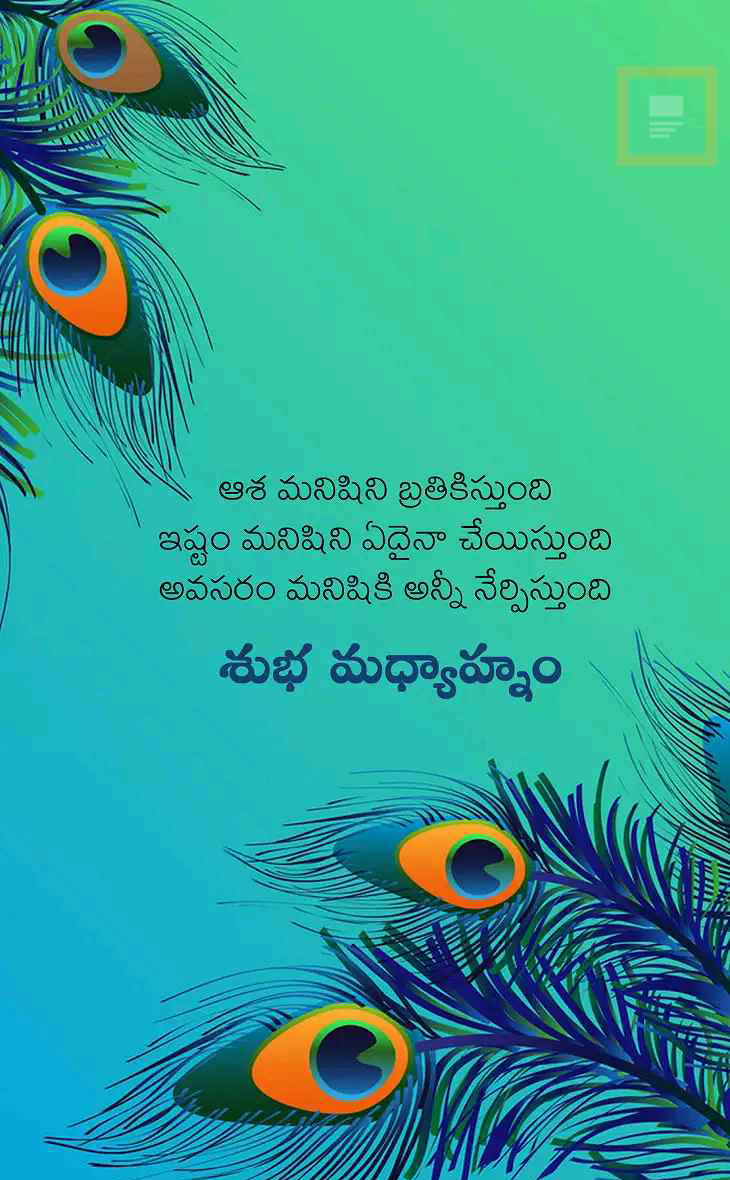 ఆశ మనిషిని బ్రతికిస్తుంది
ఇష్టం మనిషిని ఏదైనా చేయిస్తుంది
అవసరం మనిషికి అన్నీ నేర్పిస్తుంది
శుభ మధ్యాహ్నం